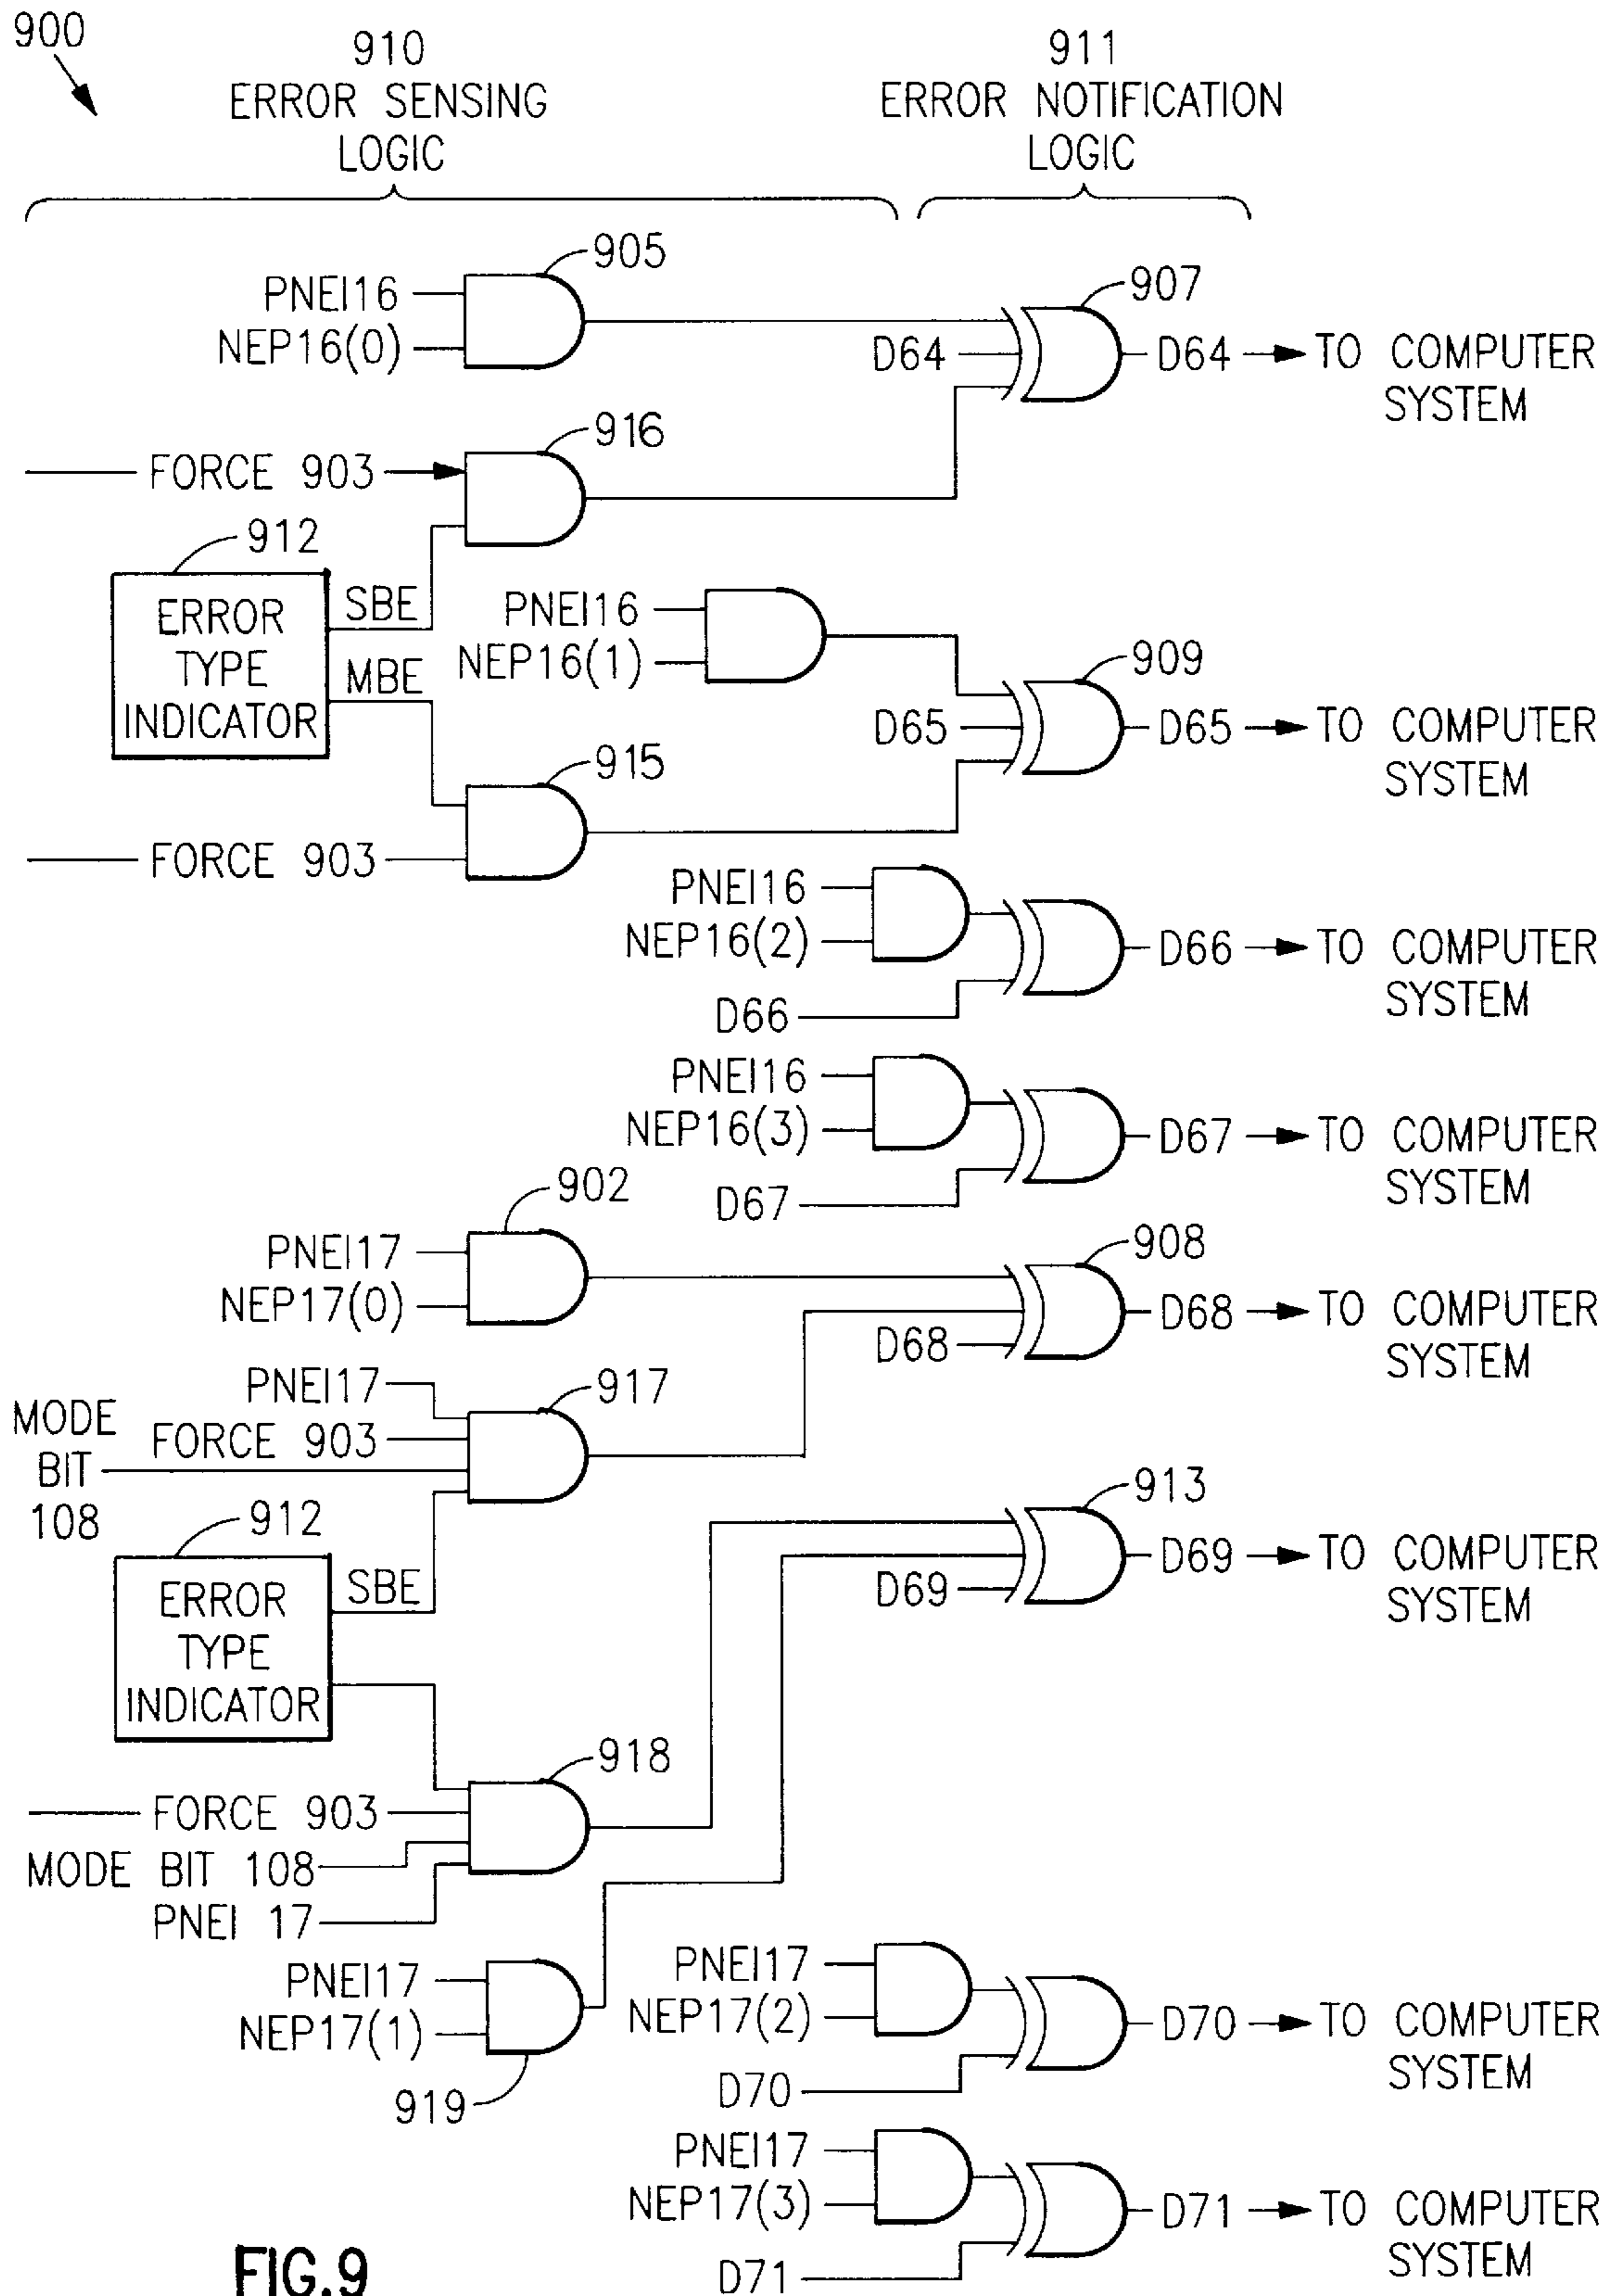 900
910
ERROR SENSING
LOGIC
911
ERROR NOTIFICATION
LOGIC
905
PNEI16
NEP16(0)
907
D64
D64
TO COMPUTER
SYSTEM
916
FORCE 903
912
ERROR
TYPE
INDICATOR
SBE
MBE
PNEI16
NEP16(1)
909
D65
D65
TO COMPUTER
SYSTEM
915
FORCE 903
PNEI16
NEP16(2)
D66
D66
TO COMPUTER
SYSTEM
PNEI16
NEP16(3)
D67
D67
TO COMPUTER
SYSTEM
902
PNEI17
NEP17(0)
908
D68
D68
TO COMPUTER
SYSTEM
PNEI17
917
FORCE 903
MODE
BIT
108
912
ERROR
TYPE
INDICATOR
SBE
913
D69
D69
TO COMPUTER
SYSTEM
918
FORCE 903
MODE BIT 108
PNEI 17
PNEI17
NEP17(1)
919
PNEI17
NEP17(2)
D70
D70
TO COMPUTER
SYSTEM
PNEI17
NEP17(3)
D71
D71
TO COMPUTER
SYSTEM
FIG.9